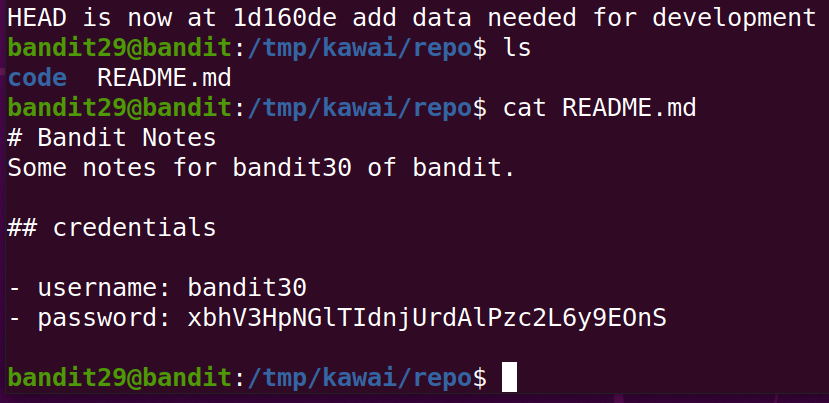 HEAD is now at 1d160de add data needed for development
bandit29@bandit:/tmp/kawai/repo$ ls
code  README.md
bandit29@bandit:/tmp/kawai/repo$ cat README.md
# Bandit Notes
Some notes for bandit30 of bandit.

## credentials

- username: bandit30
- password: xbhV3HpNGlTIdnjUrdAlPzc2L6y9EOnS

bandit29@bandit:/tmp/kawai/repo$